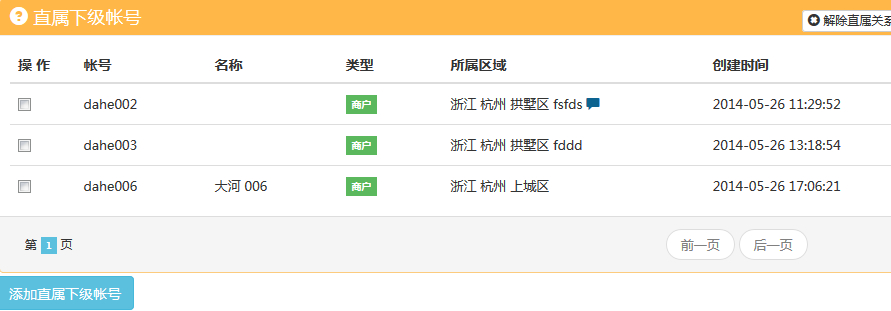 直属下级帐号
解除直属关系
操 作 帐号 名称 类型 所属区域 创建时间
dahe002 商户 浙江 杭州 拱墅区 fsfds 2014-05-26 11:29:52
dahe003 商户 浙江 杭州 拱墅区 fddd 2014-05-26 13:18:54
dahe006 大河 006 商户 浙江 杭州 上城区 2014-05-26 17:06:21
第 1 页 前一页 后一页
添加直属下级帐号